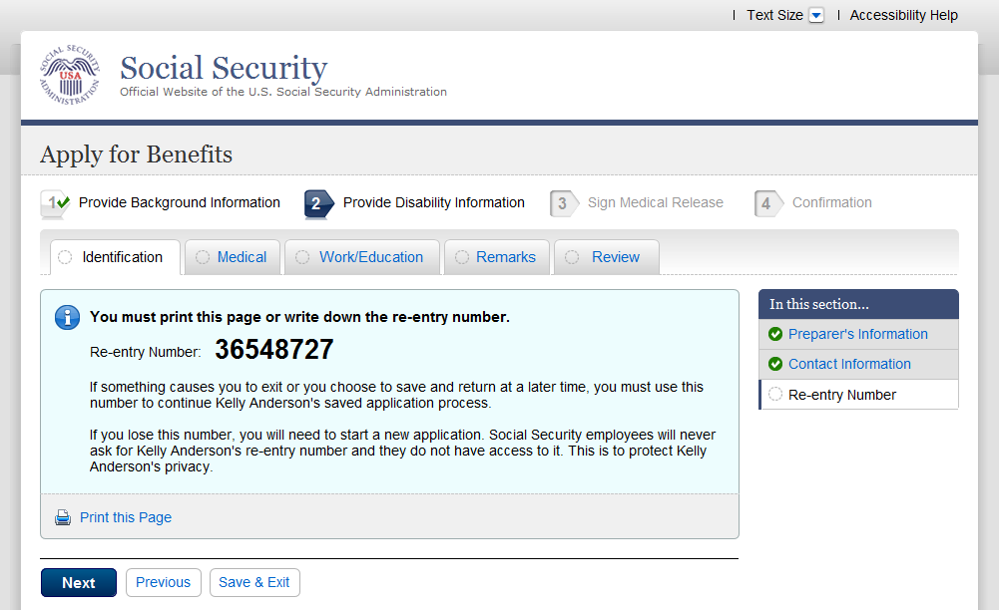 Text Size
Accessibility Help
SOCIAL SECURITY ADMINISTRATION
USA
Social Security
Official Website of the U.S. Social Security Administration
Apply for Benefits
1 Provide Background Information
2 Provide Disability Information
3 Sign Medical Release
4 Confirmation
Identification
Medical
Work/Education
Remarks
Review
You must print this page or write down the re-entry number.
Re-entry Number: 36548727
If something causes you to exit or you choose to save and return at a later time, you must use this
number to continue Kelly Anderson's saved application process.
If you lose this number, you will need to start a new application. Social Security employees will never
ask for Kelly Anderson's re-entry number and they do not have access to it. This is to protect Kelly
Anderson's privacy.
Print this Page
In this section...
Preparer's Information
Contact Information
Re-entry Number
Next
Previous
Save & Exit